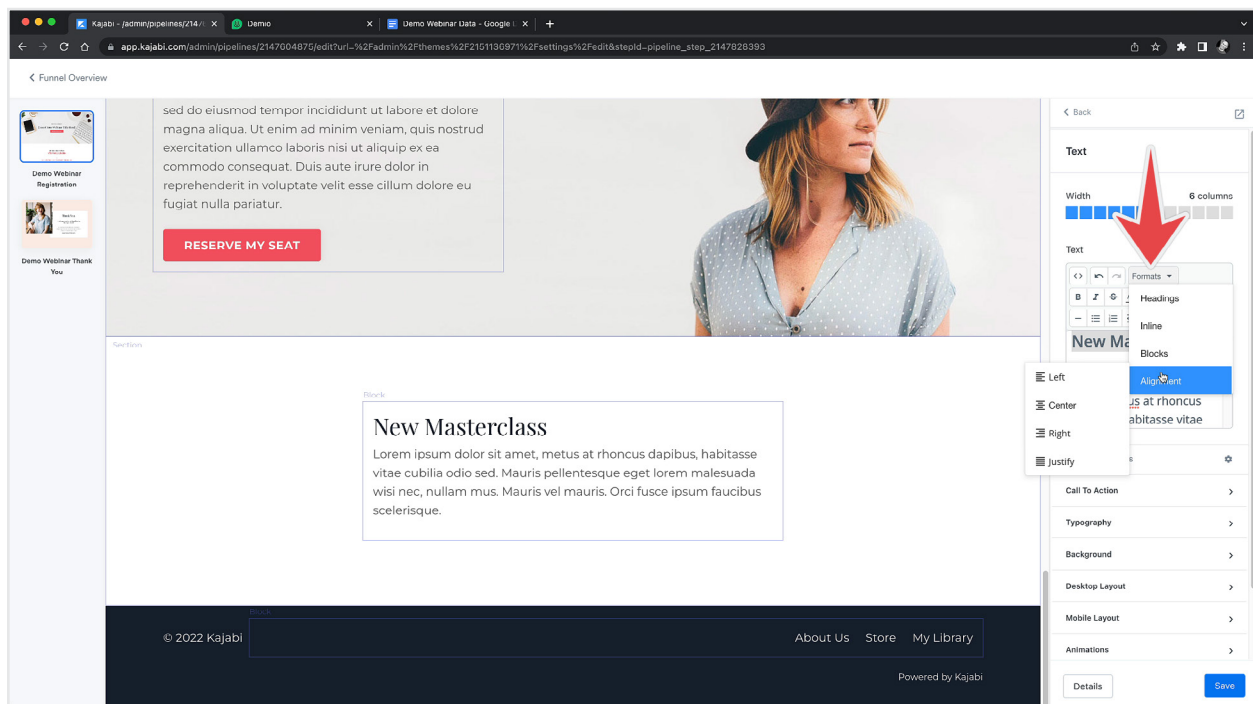 Kajabi - /admin/pipelines/2147
Demio
Demo Webinar Data - Google
app.kajabi.com/admin/pipelines/2147004875/edit?url=%2Fadmin%2Fthemes%2F2151130971%2Fsettings%2Fedit&stepId=pipeline_step_2147828393
Funnel Overview
Demo Webinar
Registration
Demo Webinar Thank
You
sed do eiusmod tempor incididunt ut labore et dolore
magna aliqua. Ut enim ad minim veniam, quis nostrud
exercitation ullamco laboris nisi ut aliquip ex ea
commodo consequat. Duis aute irure dolor in
reprehenderit in voluptate velit esse cillum dolore eu
fugiat nulla pariatur.
RESERVE MY SEAT
Section
Block
New Masterclass
Lorem ipsum dolor sit amet, metus at rhoncus dapibus, habitasse
vitae cubilia odio sed. Mauris pellentesque eget lorem malesuada
wisi nec, nullam mus. Mauris vel mauris. Orci fusce ipsum faucibus
scelerisque.
Block
© 2022 Kajabi
About Us Store My Library
Powered by Kajabi
Back
Text
Width 6 columns
Text
Formats
B I S
Headings
Inline
Blocks
Alignment
New Ma
us at rhoncus
abitasse vitae
Left
Center
Right
Justify
Call To Action
Typography
Background
Desktop Layout
Mobile Layout
Animations
Details
Save